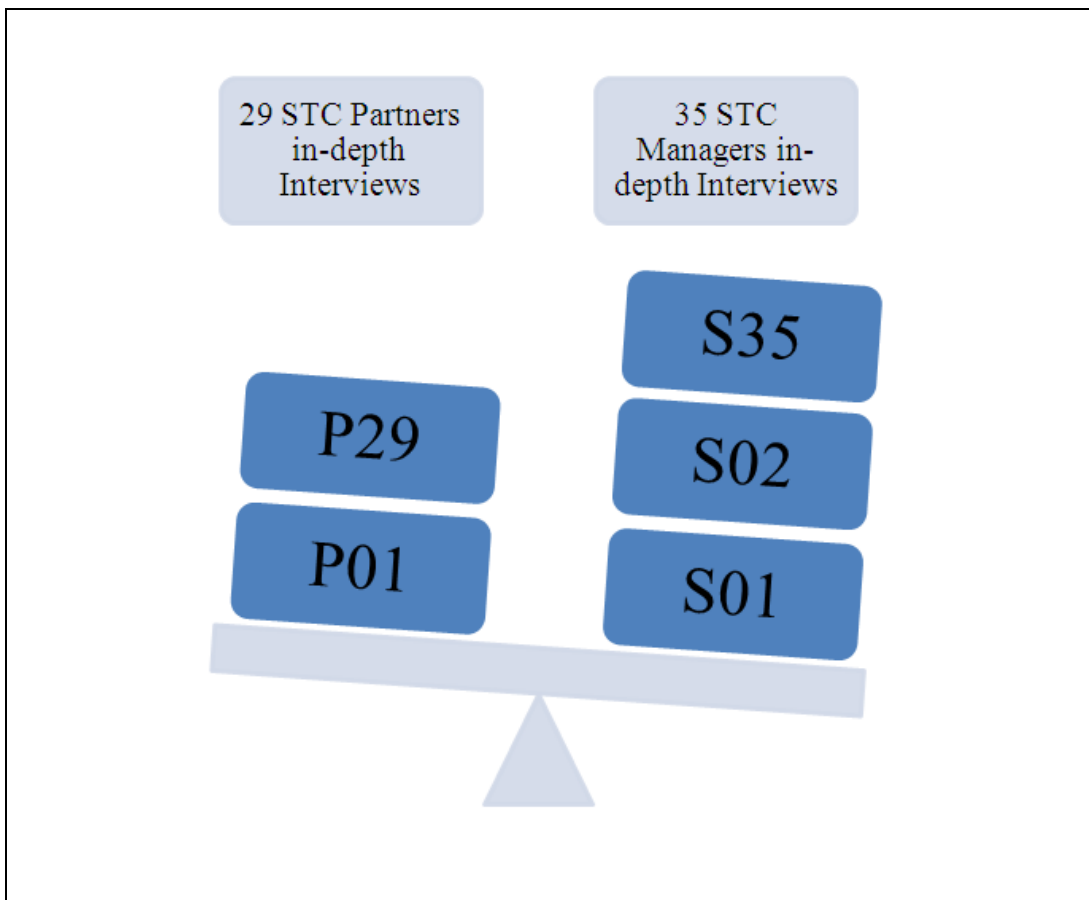 29 STC Partners
in-depth
Interviews
35 STC
Managers in-
depth Interviews
S35
P29
S02
P01
S01